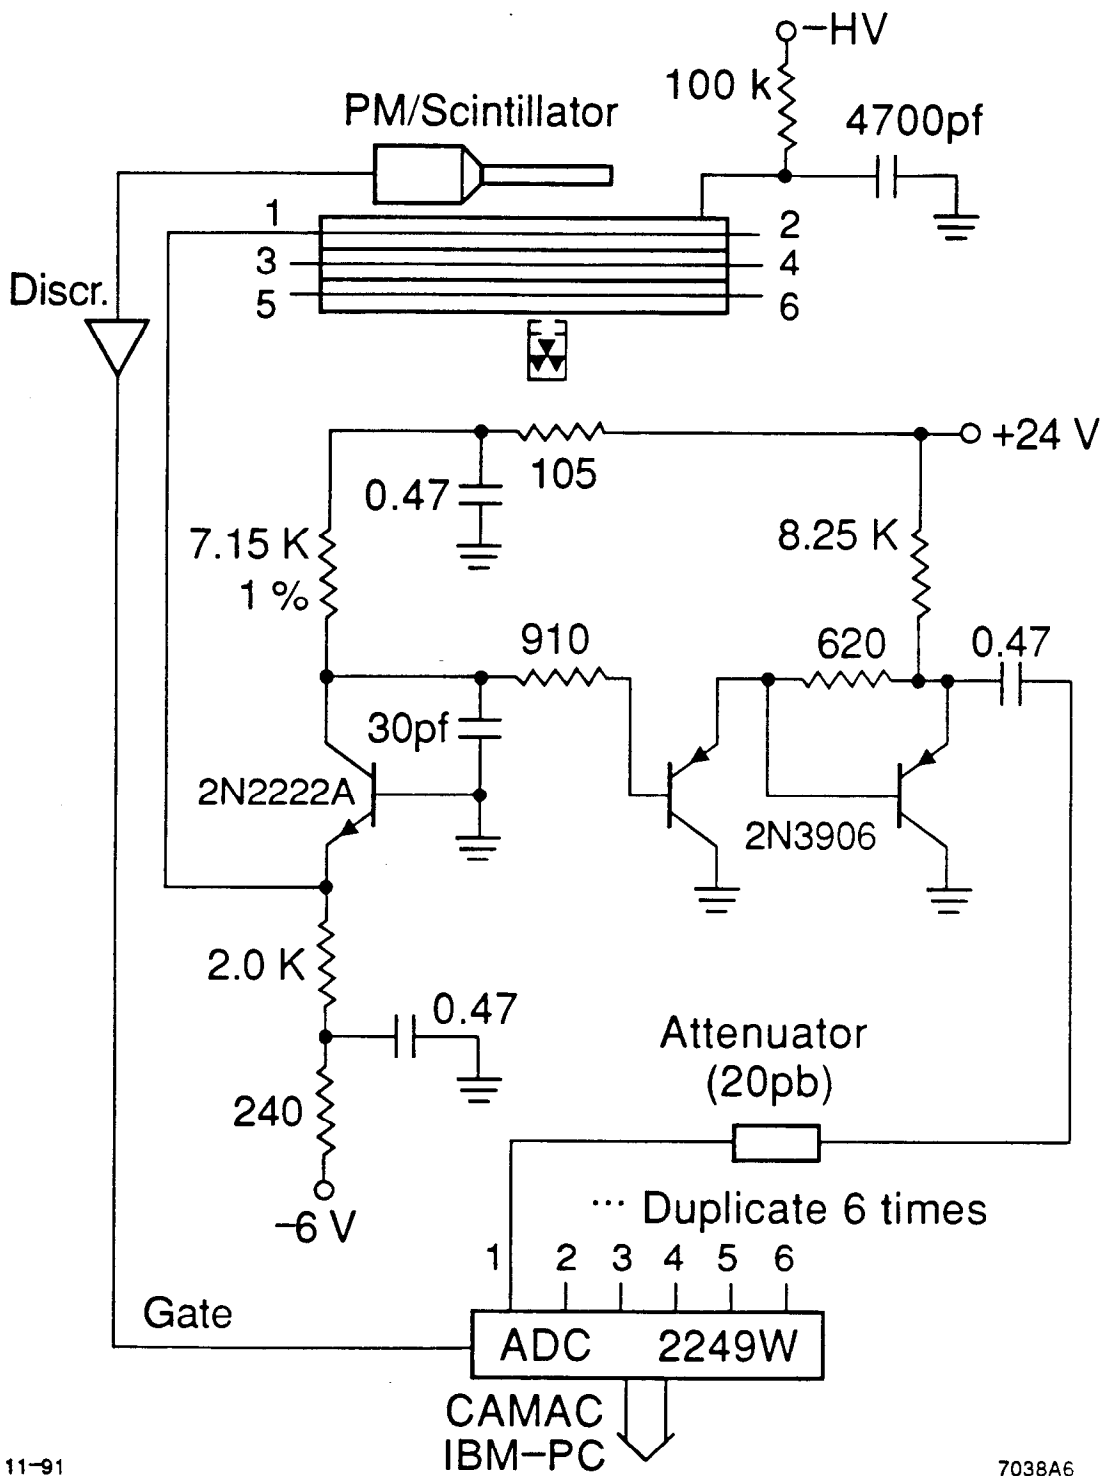 –HV
100 k
4700pf
PM/Scintillator
1
2
3
4
5
6
Discr.
+24 V
105
0.47
7.15 K
1 %
8.25 K
910
620
0.47
30pf
2N2222A
2N3906
2.0 K
0.47
240
–6 V
Attenuator
(20pb)
... Duplicate 6 times
1 2 3 4 5 6
Gate
ADC 2249W
CAMAC
IBM–PC
11–91
7038A6